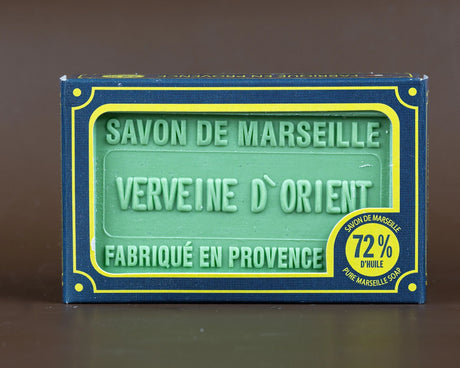 SAVON DE MARSEILLE
VERVEINE D`ORIENT
FABRIQUÉ EN PROVENCE
SAVON DE MARSEILLE
72%
D'HUILE
PURE MARSEILLE SOAP